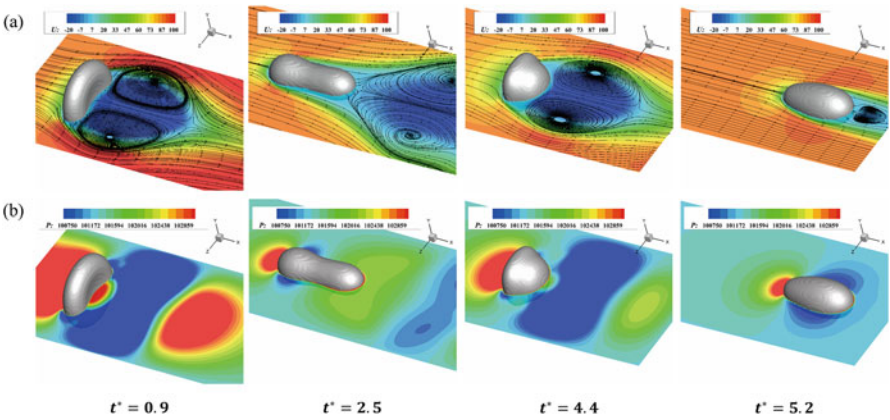 (a)
U: -20 -7 7 20 33 47 60 73 87 100
U: -20 -7 7 20 33 47 60 73 87 100
U: -20 -7 7 20 33 47 60 73 87 100
U: -20 -7 7 20 33 47 60 73 87 100
(b)
P: 100750 101172 101594 102016 102438 102859
P: 100750 101172 101594 102016 102438 102859
P: 100750 101172 101594 102016 102438 102859
P: 100750 101172 101594 102016 102438 102859
t* = 0.9
t* = 2.5
t* = 4.4
t* = 5.2